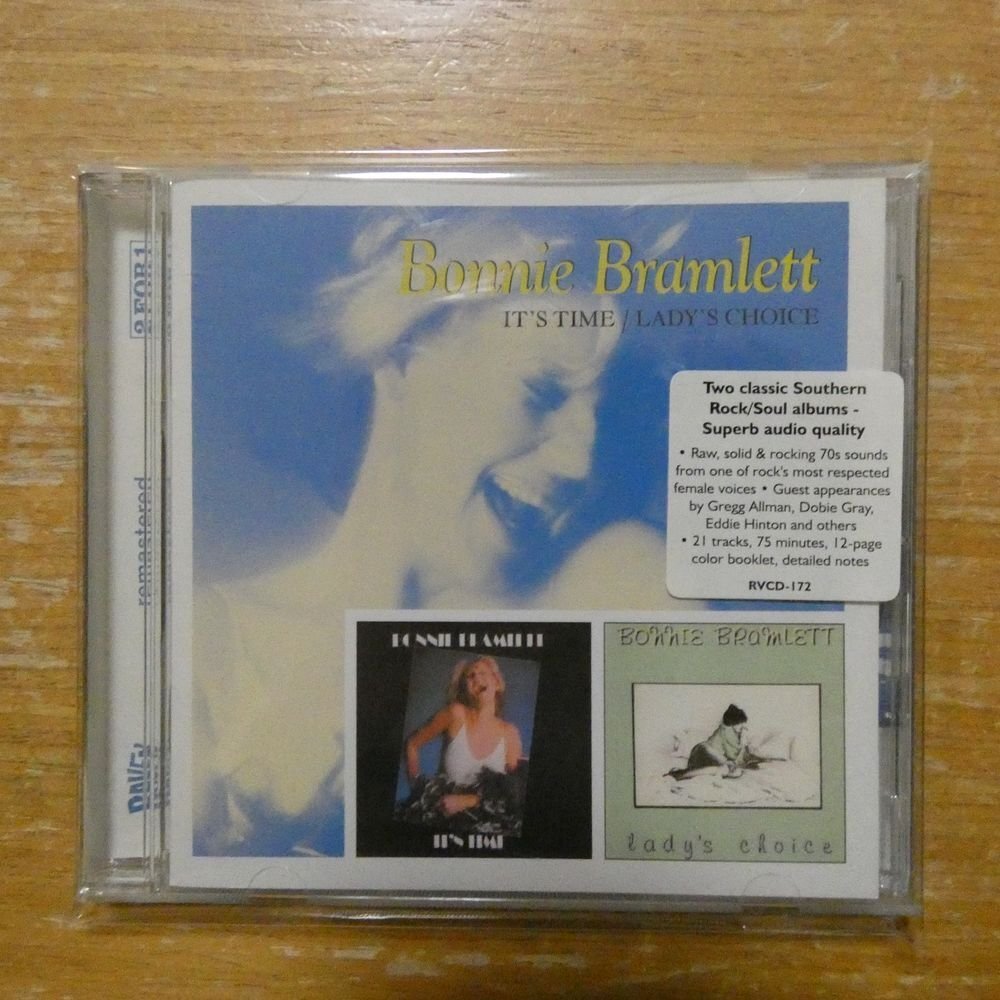 Bonnie Bramlett
IT'S TIME / LADY'S CHOICE
Two classic Southern
Rock/Soul albums -
Superb audio quality
• Raw, solid & rocking 70s sounds
from one of rock's most respected
female voices • Guest appearances
by Gregg Allman, Dobie Gray,
Eddie Hinton and others
• 21 tracks, 75 minutes, 12-page
color booklet, detailed notes
RVCD-172
2 FOR 1
remastered
RAVEN
BONNIE BRAMLETT
IT'S TIME
BONNIE BRAMLETT
lady's choice